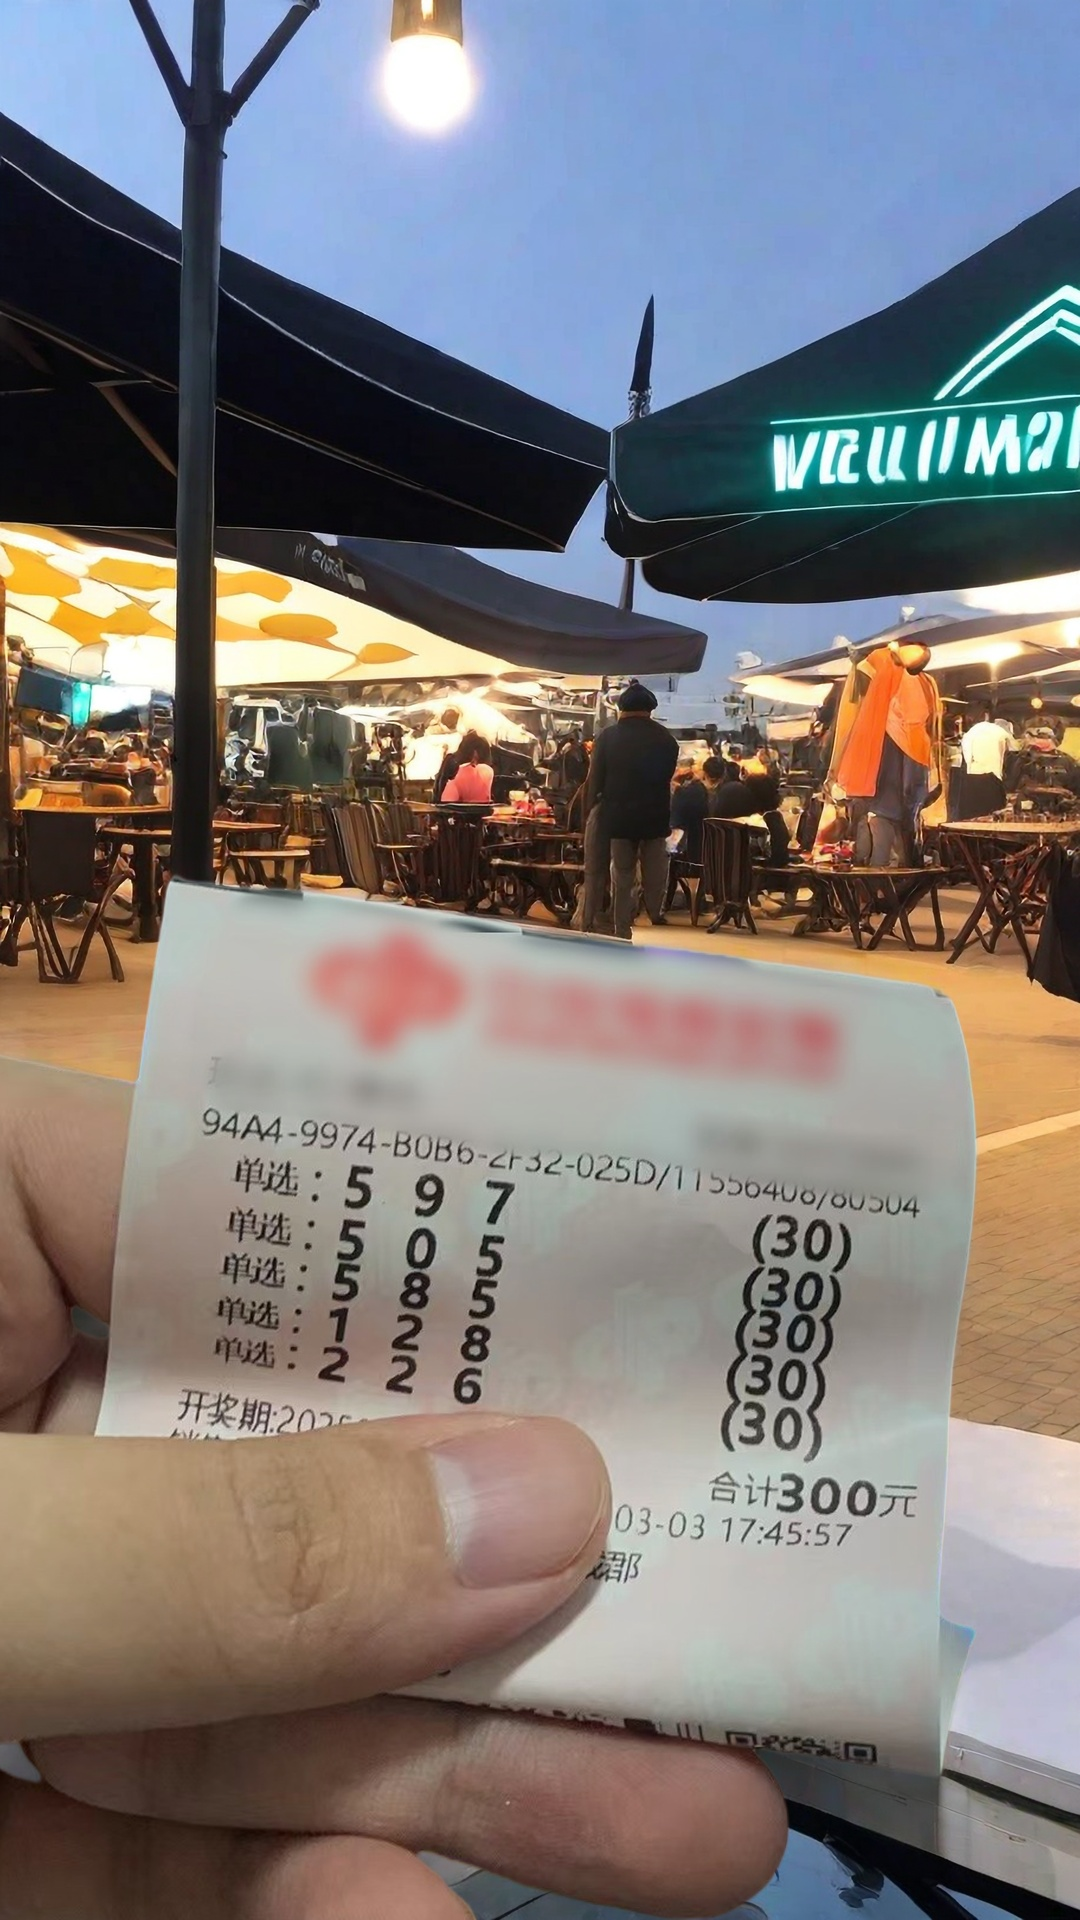 94A4-9974-B0B6-2F32-025D/11556408/80504
单选：5 9 7 (30)
单选：5 0 5 (30)
单选：5 8 5 (30)
单选：1 2 8 (30)
单选：2 2 6 (30)
开奖期:2025
合计300元
03-03 17:45:57